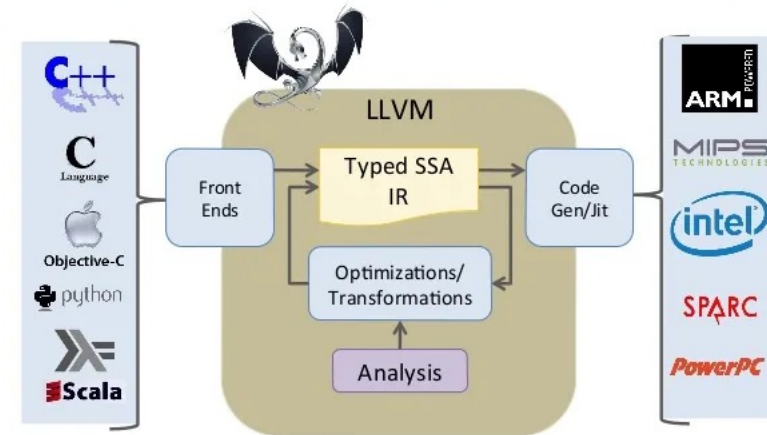 C++
C
Language
Objective-C
python
Scala
LLVM
Front
Ends
Typed SSA
IR
Optimizations/
Transformations
Analysis
Code
Gen/Jit
ARM
POWERED
MIPS
TECHNOLOGIES
intel
SPARC
PowerPC